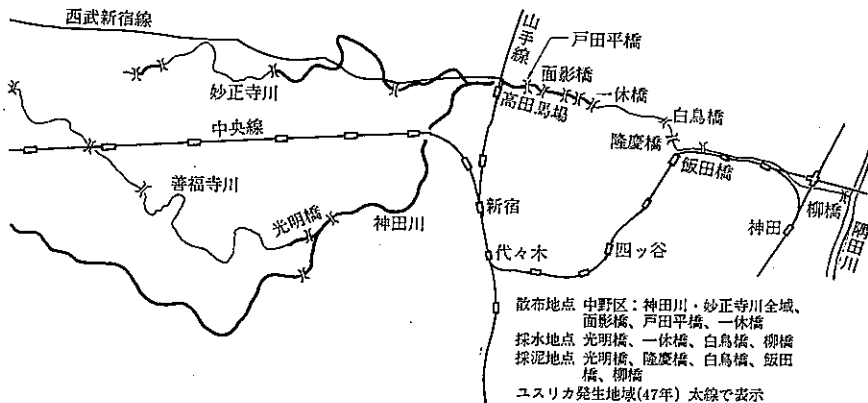 西武新宿線
山手線
戸田平橋
面影橋
一休橋
妙正寺川
高田馬場
白鳥橋
中央線
隆慶橋
飯田橋
善福寺川
柳橋
光明橋
神田川
新宿
神田
隅田川
代々木
四ッ谷
散布地点 中野区：神田川・妙正寺川全域、
面影橋、戸田平橋、一休橋
採水地点 光明橋、一休橋、白鳥橋、柳橋
採泥地点 光明橋、隆慶橋、白鳥橋、飯田
橋、柳橋
ユスリカ発生地域(47年) 太線で表示